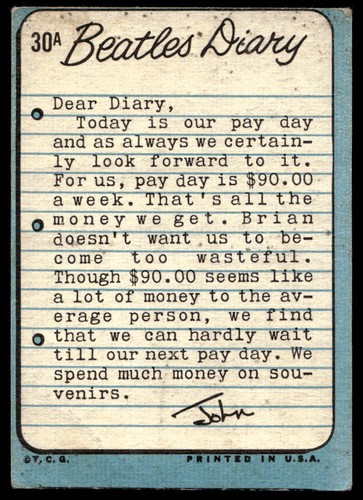 30A Beatles Diary
Dear Diary,
Today is our pay day
and as always we certain-
ly look forward to it.
For us, pay day is $90.00
a week. That's all the
money we get. Brian
doesn't want us to be-
come too wasteful.
Though $90.00 seems like
a lot of money to the av-
erage person, we find
that we can hardly wait
till our next pay day. We
spend much money on sou-
venirs.
John
©T.C.G. PRINTED IN U.S.A.